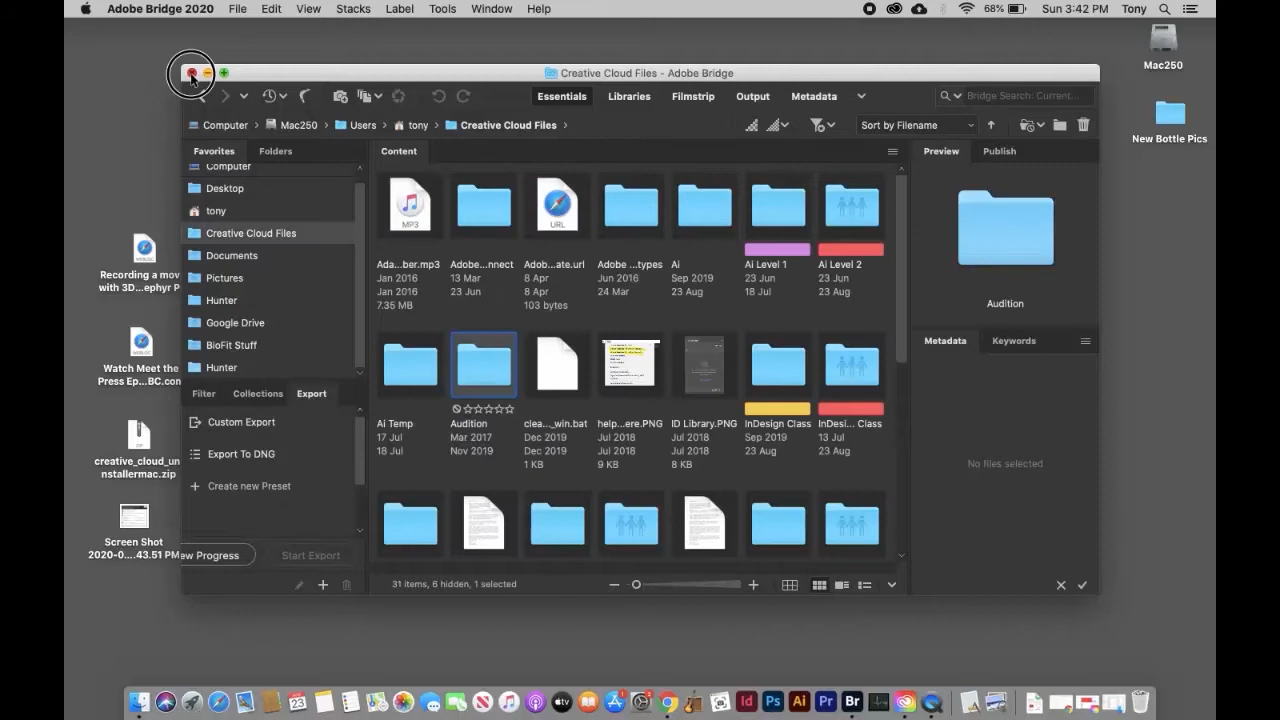 Adobe Bridge 2020 File Edit View Stacks Label Tools Window Help 68% Sun 3:42 PM Tony
Mac250
New Bottle Pics
Recording a mov
with 3D...ephyr P
WEBLOC
Watch Meet the
Press Ep...BC.com
WEBLOC
creative_cloud_un
nstallermac.zip
ZIP
Screen Shot
2020-0...43.51 PM
Creative Cloud Files - Adobe Bridge
Essentials Libraries Filmstrip Output Metadata Bridge Search: Current...
Computer Mac250 Users tony Creative Cloud Files Sort by Filename
Favorites Folders
Computer
Desktop
tony
Creative Cloud Files
Documents
Pictures
Hunter
Google Drive
BioFit Stuff
Hunter
Filter Collections Export
Custom Export
Export To DNG
Create new Preset
ew Progress Start Export
Content
MP3 URL
Ada...ber.mp3 Adobe...nnect Adob...ate.url Adobe ...types Ai Ai Level 1 Ai Level 2
Jan 2016 13 Mar 8 Apr Jun 2016 Sep 2019 23 Jun 23 Jun
Jan 2016 23 Jun 8 Apr 24 Mar 23 Aug 18 Jul 23 Aug
7.35 MB 103 bytes
Ai Temp Audition clea..._win.bat help...ere.PNG ID Library.PNG InDesign Class InDesi... Class
17 Jul Mar 2017 Dec 2019 Jul 2018 Jul 2018 Sep 2019 13 Jul
18 Jul Nov 2019 Dec 2019 Jul 2018 Jul 2018 23 Aug 23 Aug
1 KB 9 KB 8 KB
31 items, 6 hidden, 1 selected
Preview Publish
Audition
Metadata Keywords
No files selected
23 tv Id Ps Ai Pr Br